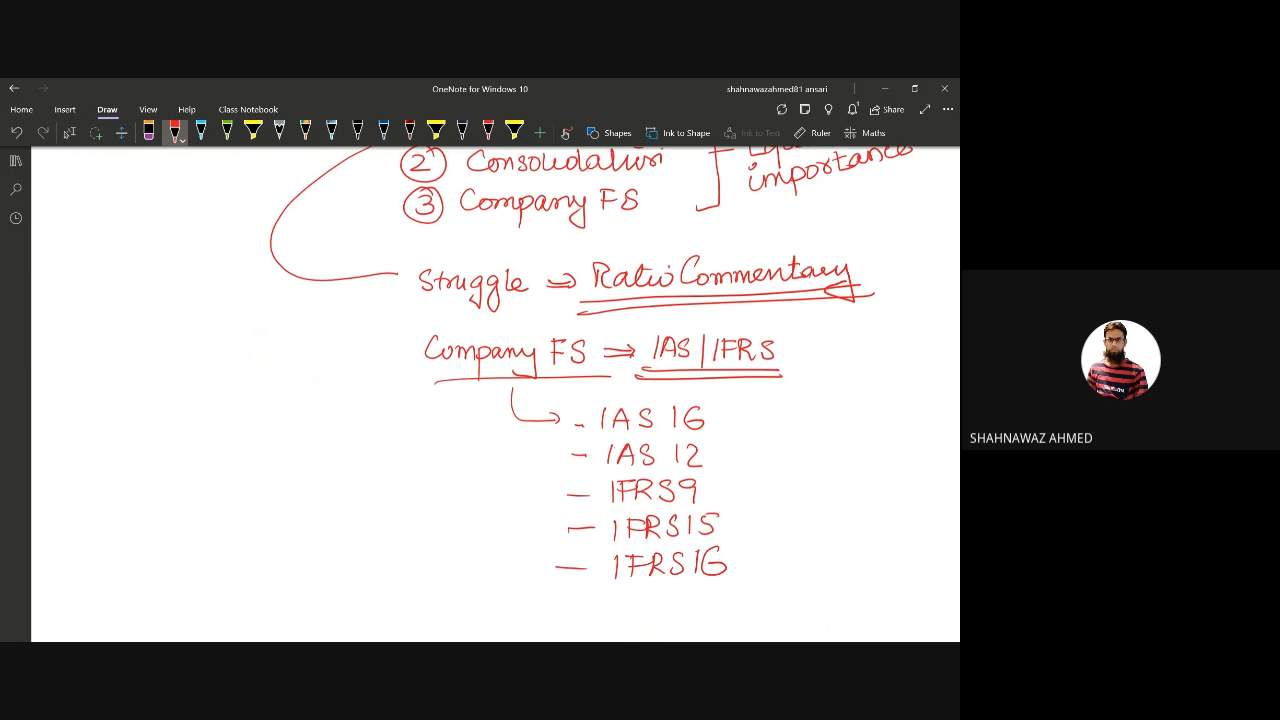 OneNote for Windows 10
shahnawazahmed81 ansari
Home Insert Draw View Help Class Notebook
Share
Shapes Ink to Shape Ink to Text Ruler Maths
② Consolidation
importance
③ Company FS
Struggle ⇒ Ratio Commentary
Company FS ⇒ IAS | IFRS
- IAS 16
- IAS 12
- IFRS 9
- IFRS 15
- IFRS 16
SHAHNAWAZ AHMED